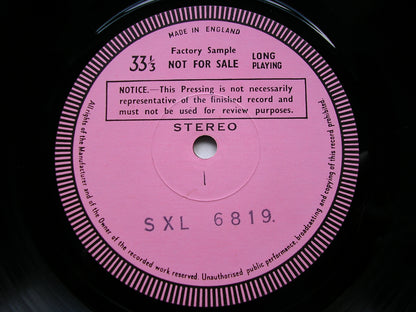 MADE IN ENGLAND
33⅓
Factory Sample
NOT FOR SALE
LONG
PLAYING
NOTICE.—This Pressing is not necessarily
representative of the finished record and
must not be used for review purposes.
STEREO
1
SXL 6819.
All rights of the Manufacturer and of the Owner of the recorded work reserved. Unauthorised public performance, broadcasting and copying of this record prohibited.